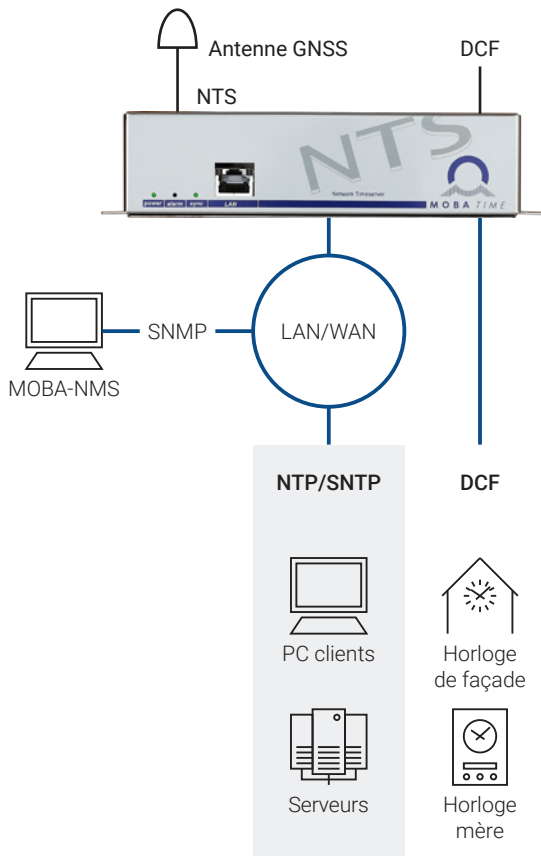 Antenne GNSS
DCF
NTS
NTS
Network Timeserver
power alarm sync LAN
MOBA TIME
SNMP
LAN/WAN
MOBA-NMS
NTP/SNTP
DCF
PC clients
Horloge
de façade
Serveurs
Horloge
mère